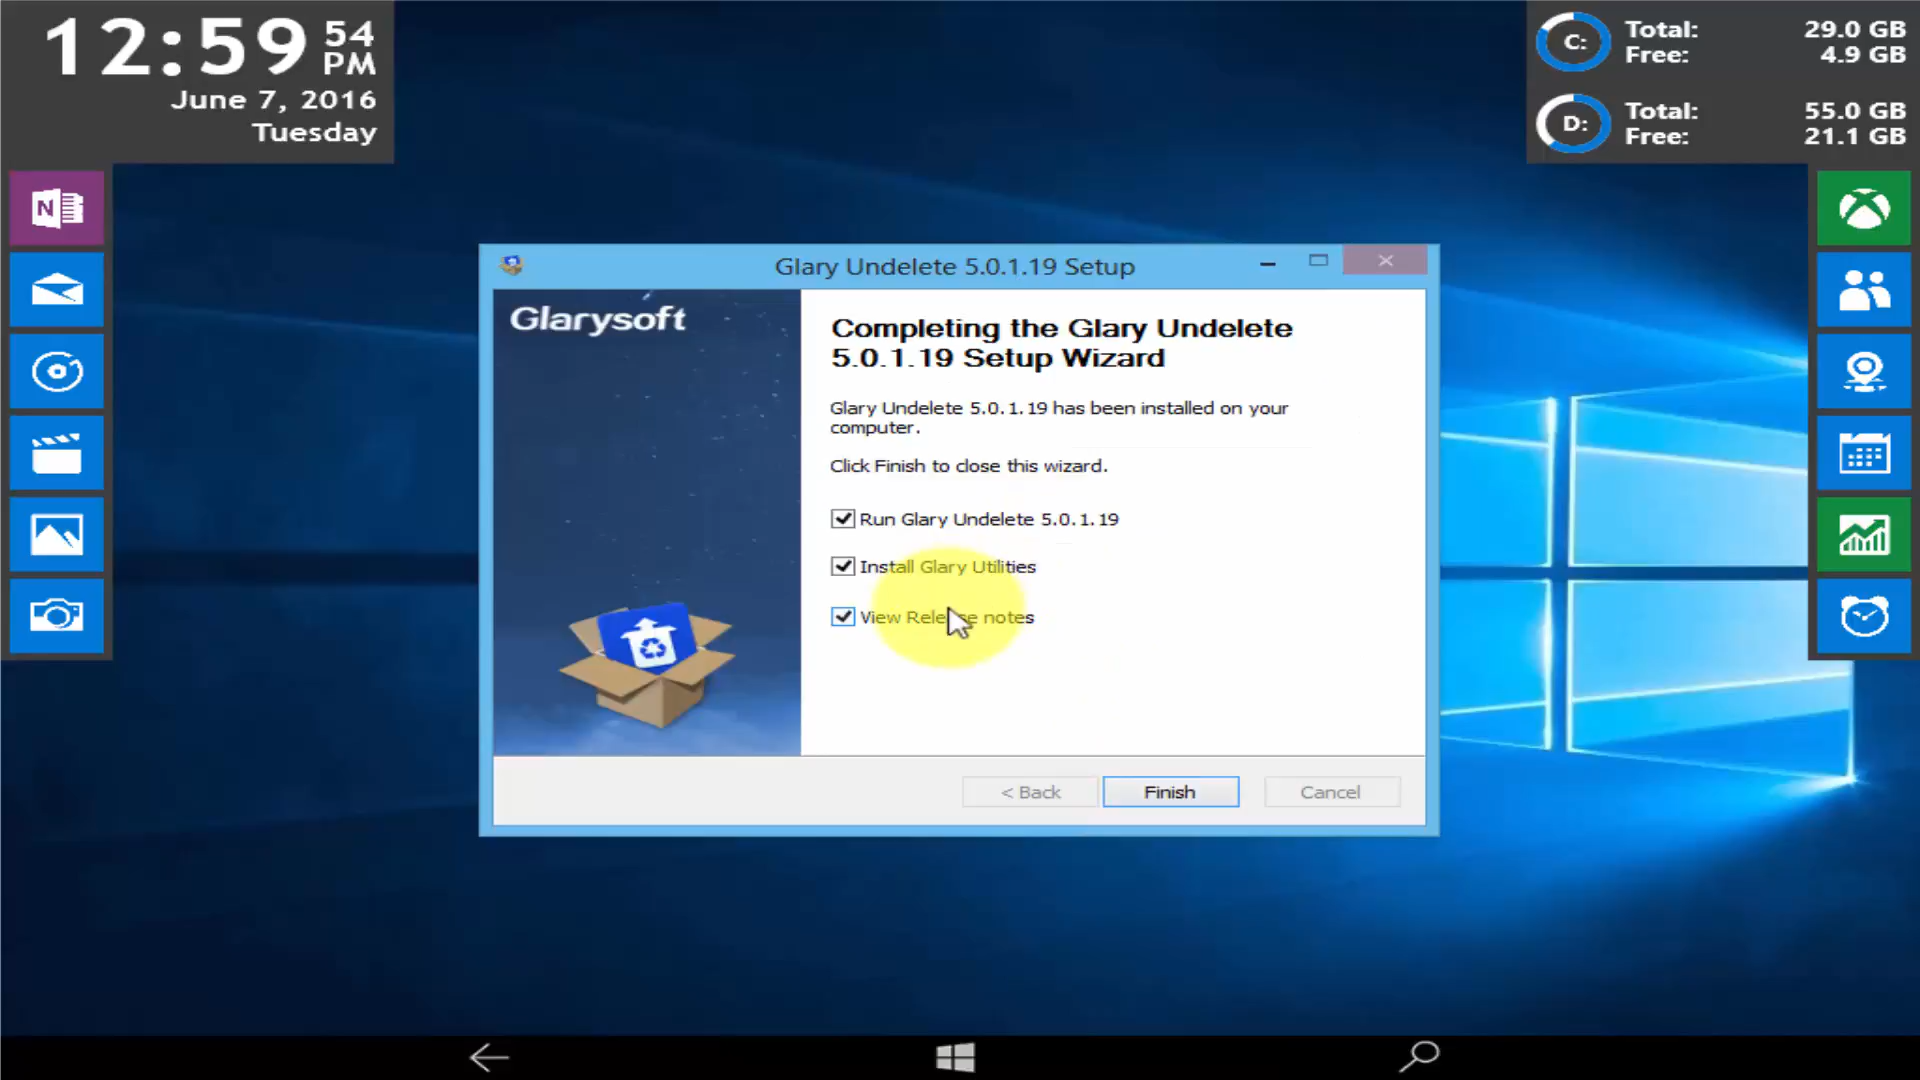 12:59 54 PM
June 7, 2016
Tuesday
C: Total: 29.0 GB
Free: 4.9 GB
D: Total: 55.0 GB
Free: 21.1 GB
N
Glary Undelete 5.0.1.19 Setup
Glarysoft
Completing the Glary Undelete
5.0.1.19 Setup Wizard
Glary Undelete 5.0.1.19 has been installed on your
computer.
Click Finish to close this wizard.
Run Glary Undelete 5.0.1.19
Install Glary Utilities
View Release notes
< Back Finish Cancel